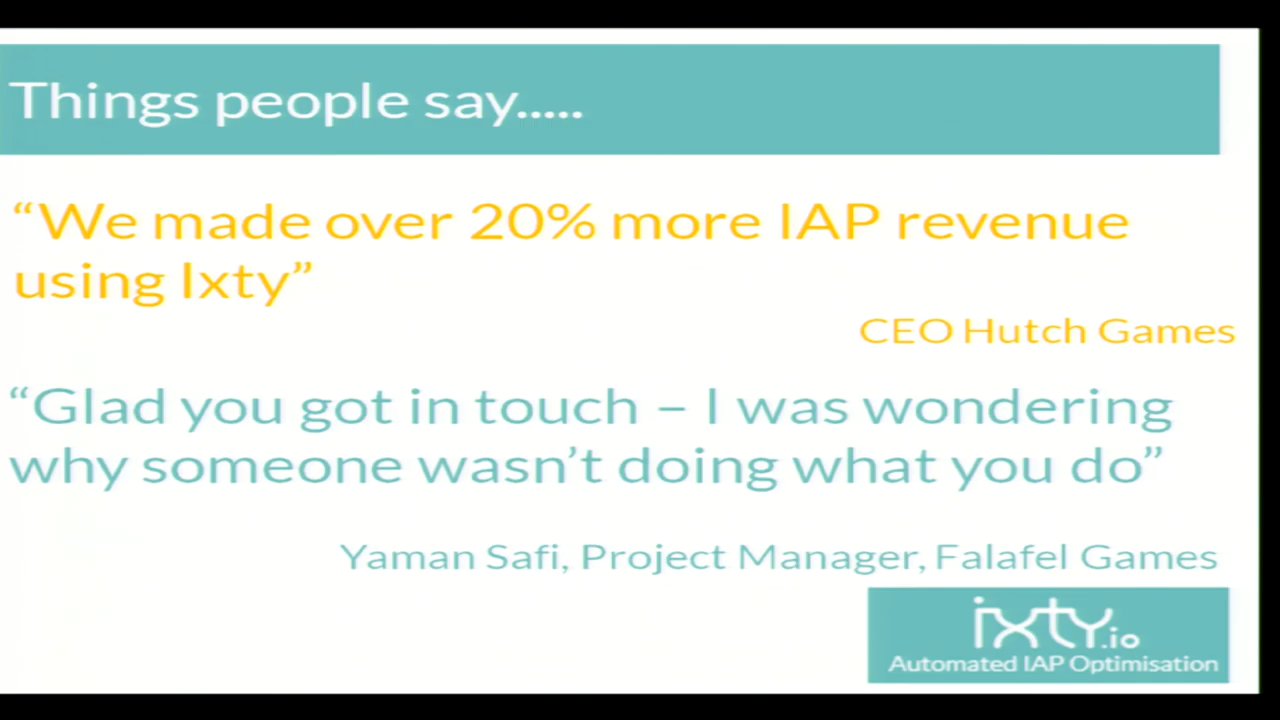 Things people say.....
“We made over 20% more IAP revenue
using Ixty”
CEO Hutch Games
“Glad you got in touch – I was wondering
why someone wasn’t doing what you do”
Yaman Safi, Project Manager, Falafel Games
ixty.io
Automated IAP Optimisation